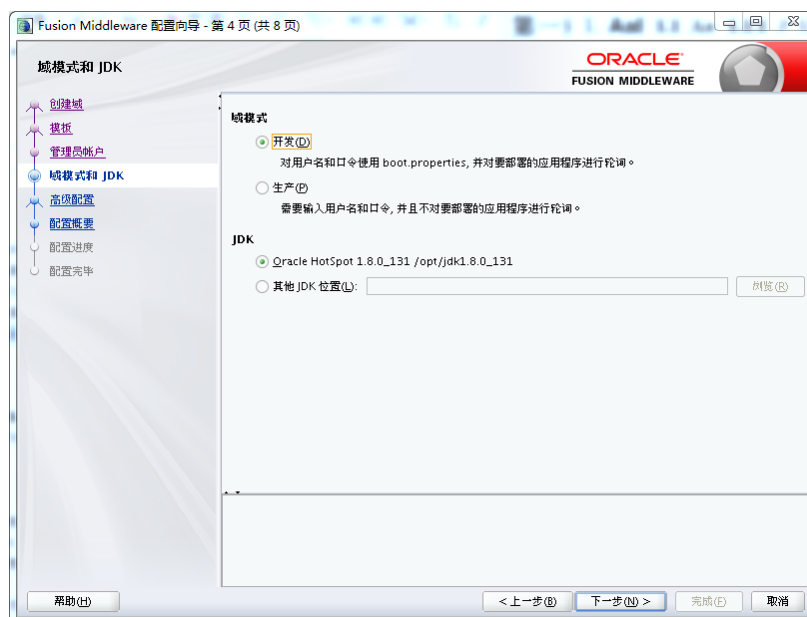 Fusion Middleware 配置向导 - 第 4 页 (共 8 页)
域模式和 JDK
ORACLE
FUSION MIDDLEWARE
创建域
模板
管理员帐户
域模式和 JDK
高级配置
配置概要
配置进度
配置完毕
域模式
开发(D)
对用户名和口令使用 boot.properties, 并对要部署的应用程序进行轮询。
生产(P)
需要输入用户名和口令, 并且不对要部署的应用程序进行轮询。
JDK
Oracle HotSpot 1.8.0_131 /opt/jdk1.8.0_131
其他 JDK 位置(L):
浏览(R)
帮助(H)
< 上一步(B)
下一步(N) >
完成(F)
取消